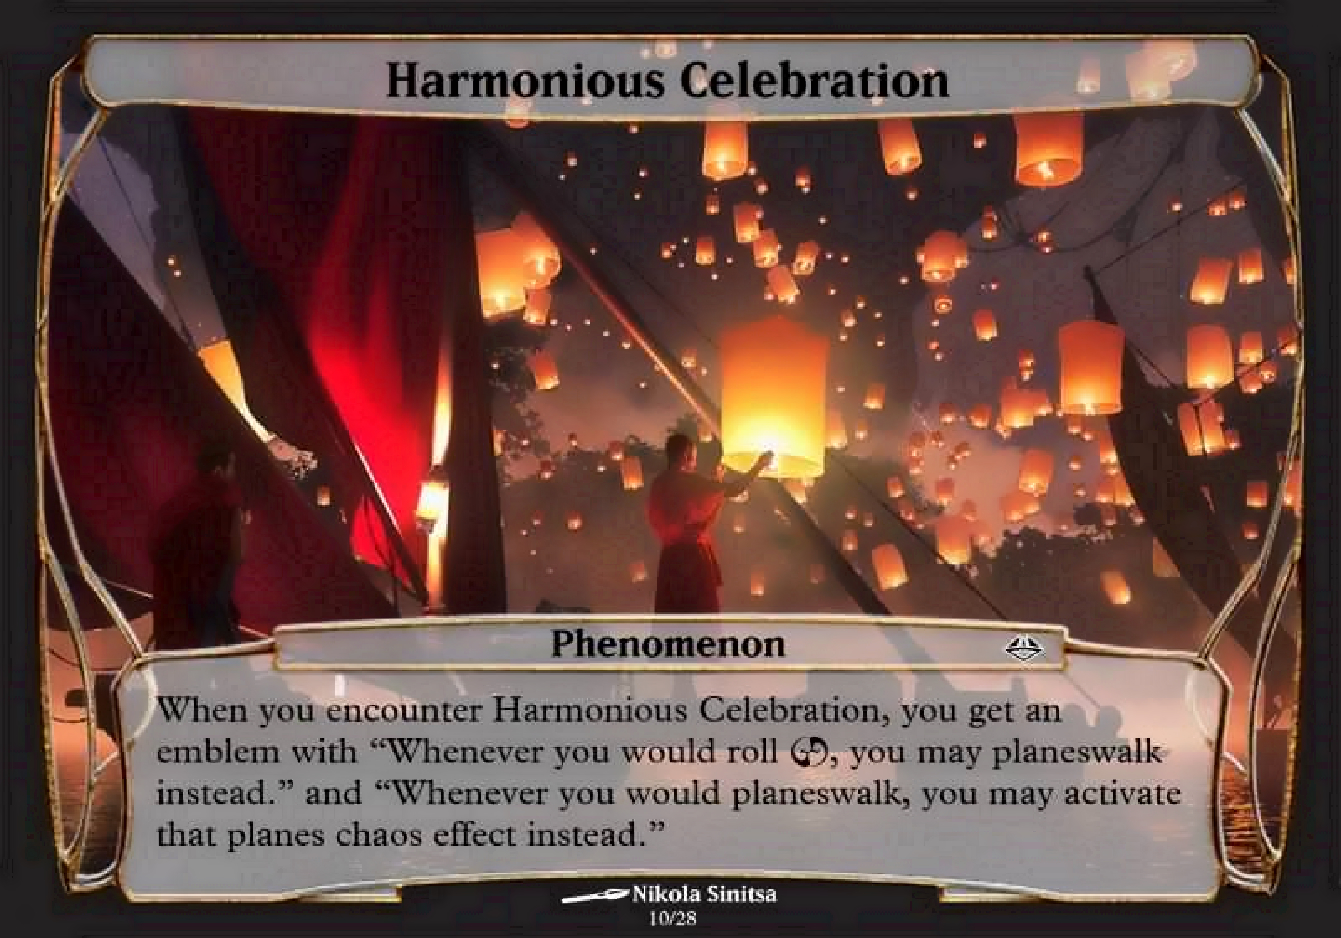 Harmonious Celebration
Phenomenon
When you encounter Harmonious Celebration, you get an
emblem with “Whenever you would roll , you may planeswalk
instead.” and “Whenever you would planeswalk, you may activate
that planes chaos effect instead.”
Nikola Sinitsa
10/28